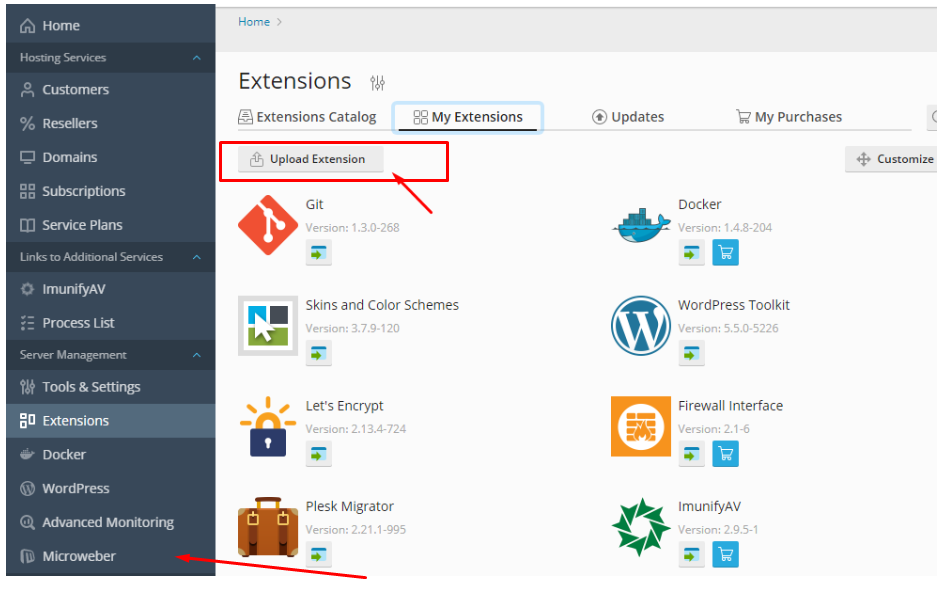 Home
Hosting Services
Customers
Resellers
Domains
Subscriptions
Service Plans
Links to Additional Services
ImunifyAV
Process List
Server Management
Tools & Settings
Extensions
Docker
WordPress
Advanced Monitoring
Microweber
Home >
Extensions
Extensions Catalog My Extensions Updates My Purchases
Upload Extension Customize
Git
Version: 1.3.0-268
Docker
Version: 1.4.8-204
Skins and Color Schemes
Version: 3.7.9-120
WordPress Toolkit
Version: 5.5.0-5226
Let's Encrypt
Version: 2.13.4-724
Firewall Interface
Version: 2.1-6
Plesk Migrator
Version: 2.21.1-995
ImunifyAV
Version: 2.9.5-1